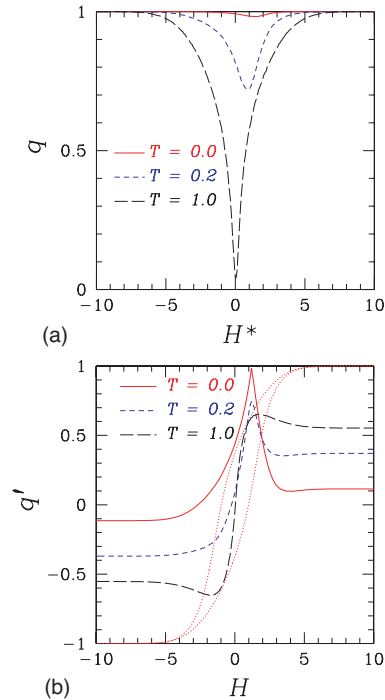 1
q
0.5
T = 0.0
T = 0.2
T = 1.0
0
-10 -5 0 5 10
(a)
H*
1
T = 0.0
T = 0.2
0.5
T = 1.0
q'
0
-0.5
-1
-10 -5 0 5 10
(b)
H